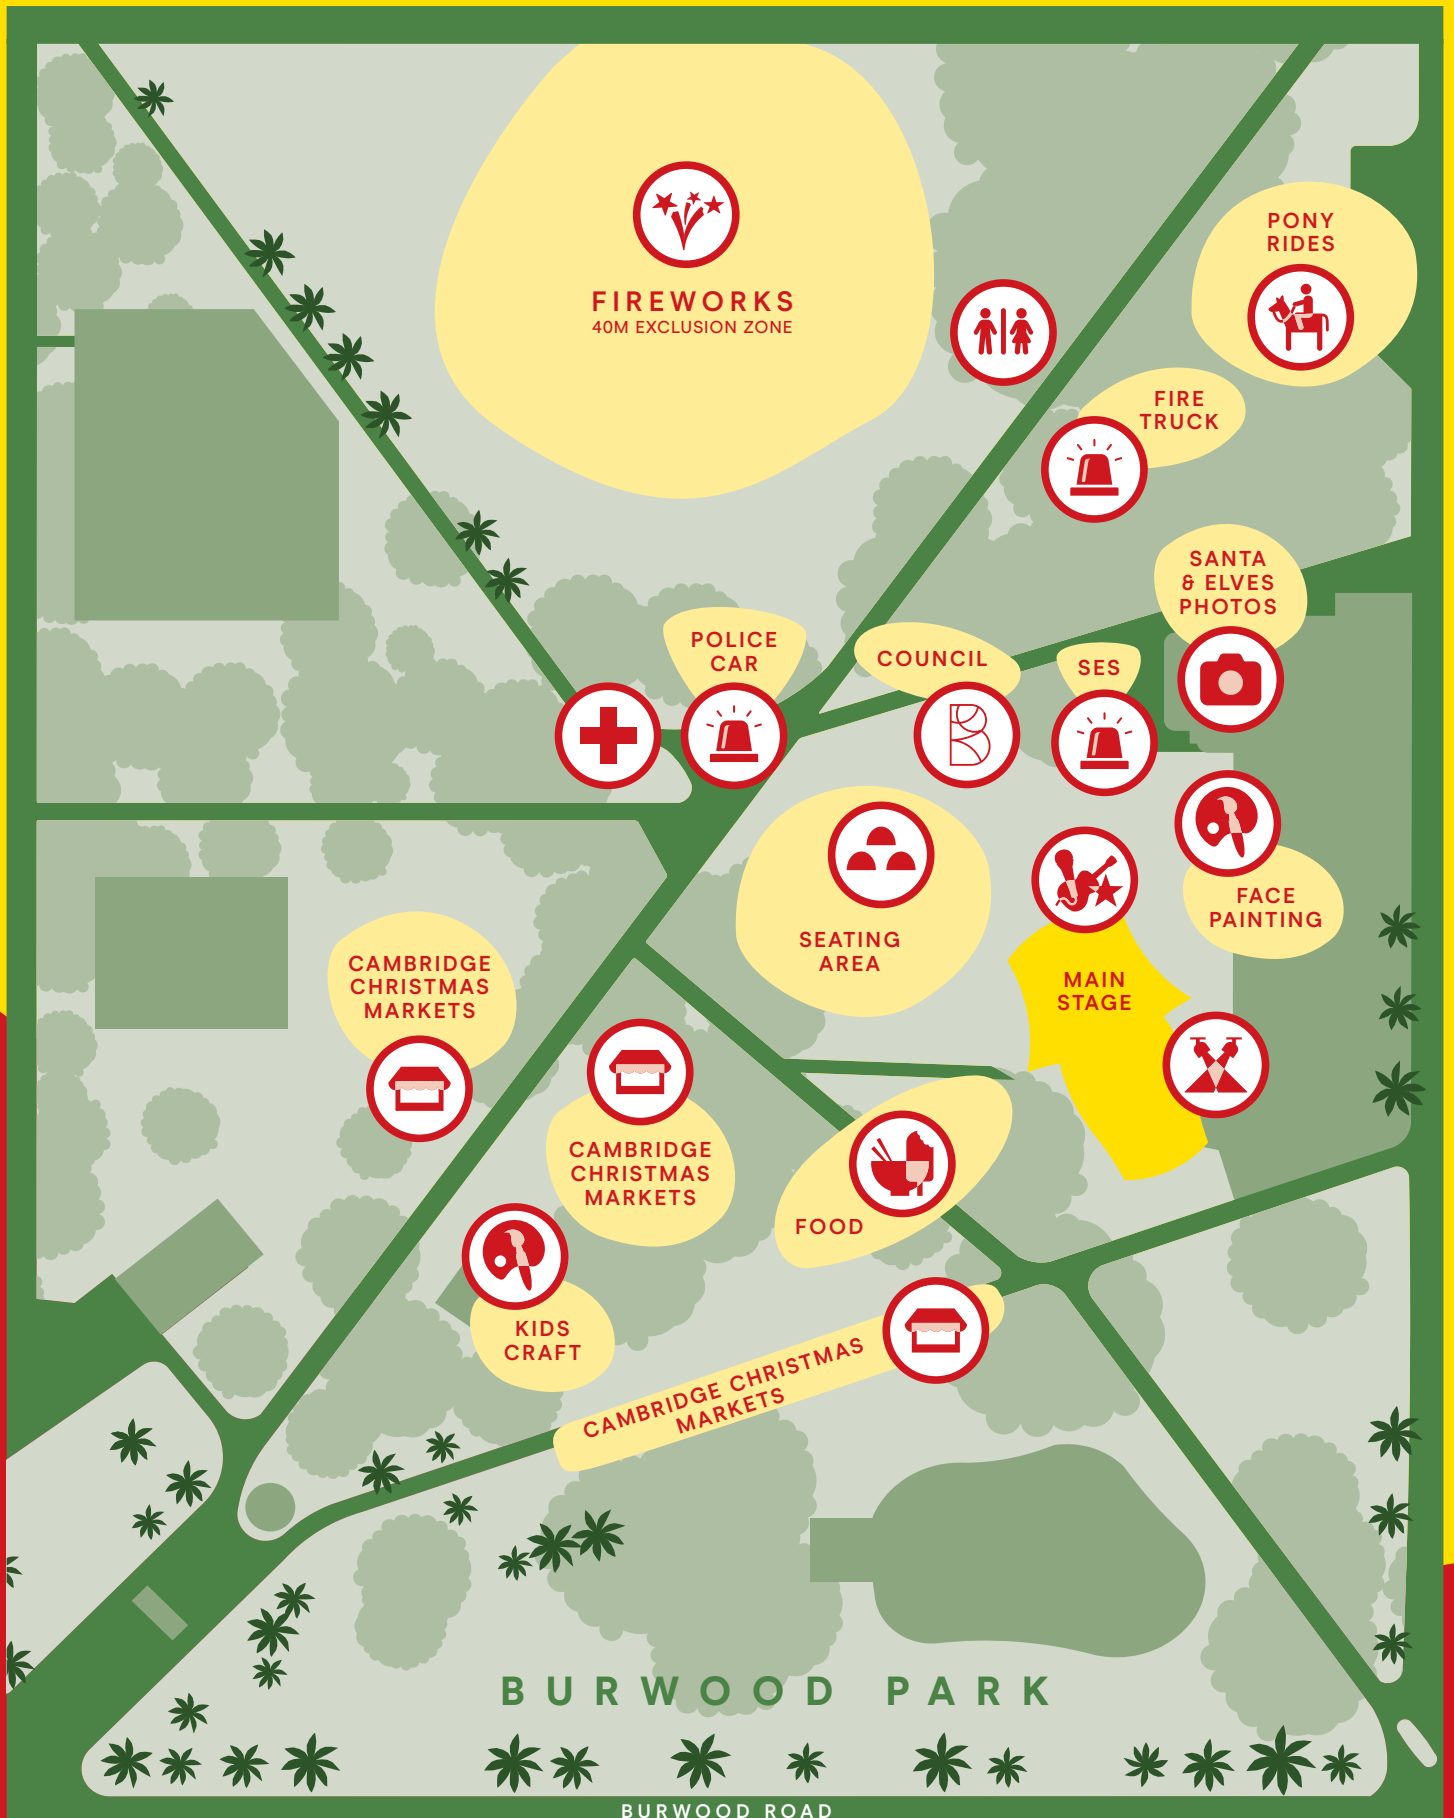 PONY
RIDES
FIREWORKS
40M EXCLUSION ZONE
FIRE
TRUCK
SANTA
& ELVES
PHOTOS
POLICE
CAR
COUNCIL
SES
FACE
PAINTING
SEATING
AREA
MAIN
STAGE
CAMBRIDGE
CHRISTMAS
MARKETS
CAMBRIDGE
CHRISTMAS
MARKETS
FOOD
KIDS
CRAFT
CAMBRIDGE CHRISTMAS
MARKETS
BURWOOD PARK
BURWOOD ROAD